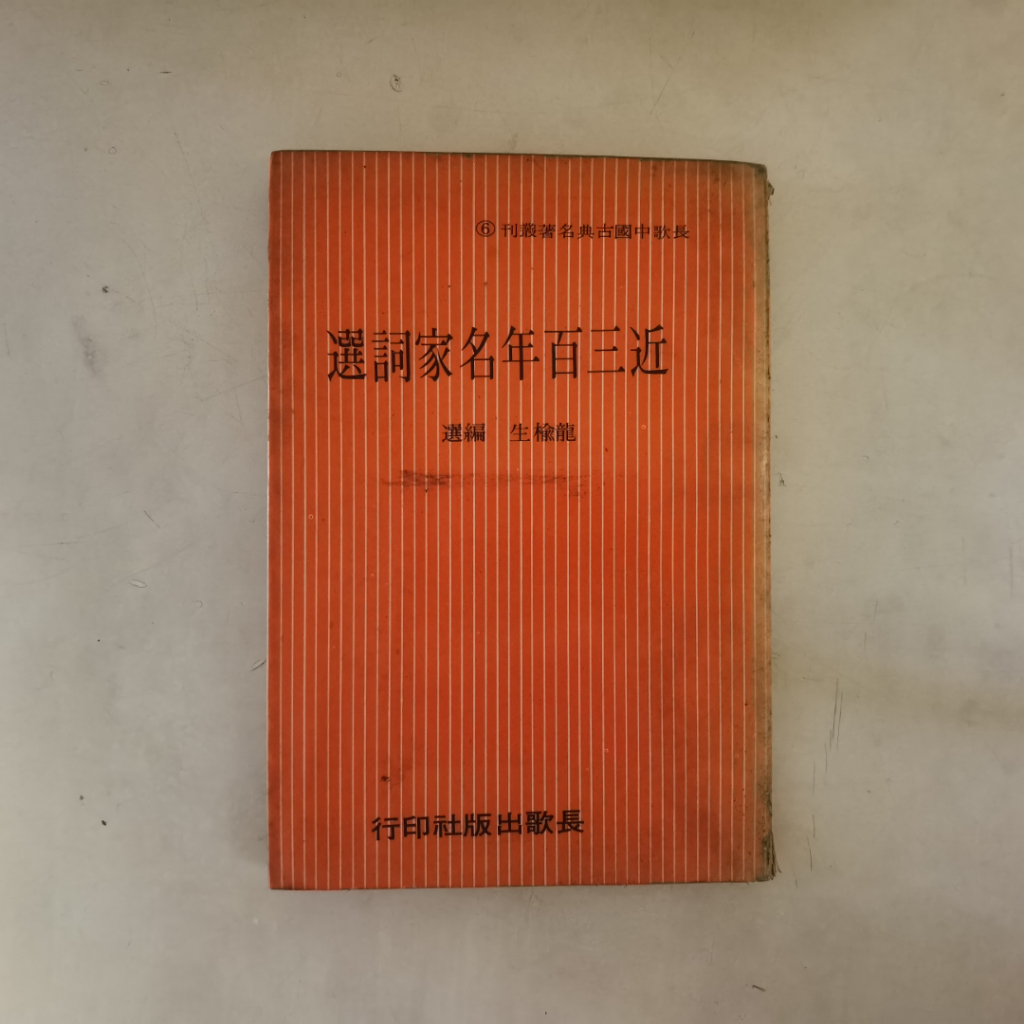 長歌中國古典名著叢刊⑥
近三百年名家詞選
龍楡生 編選
長歌出版社印行